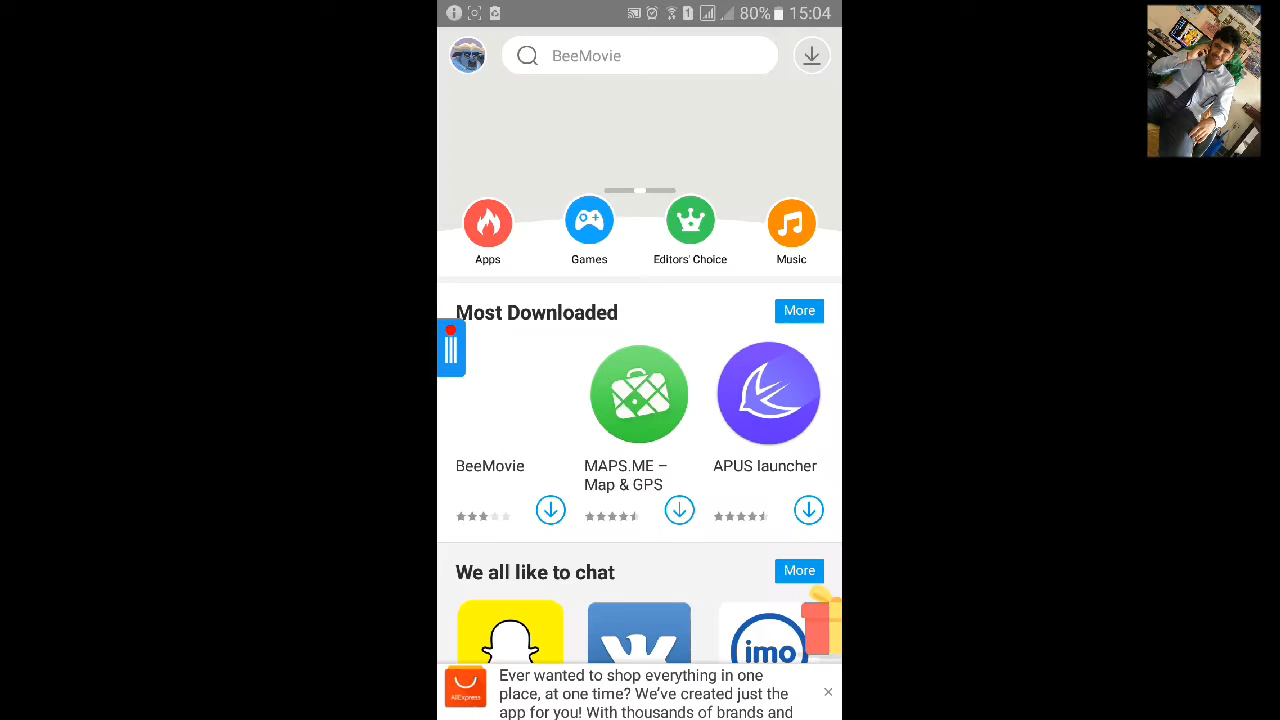 80% 15:04
BeeMovie
Apps Games Editors' Choice Music
Most Downloaded More
BeeMovie MAPS.ME – APUS launcher
Map & GPS
We all like to chat More
imo
Ever wanted to shop everything in one
AliExpress place, at one time? We've created just the
app for you! With thousands of brands and